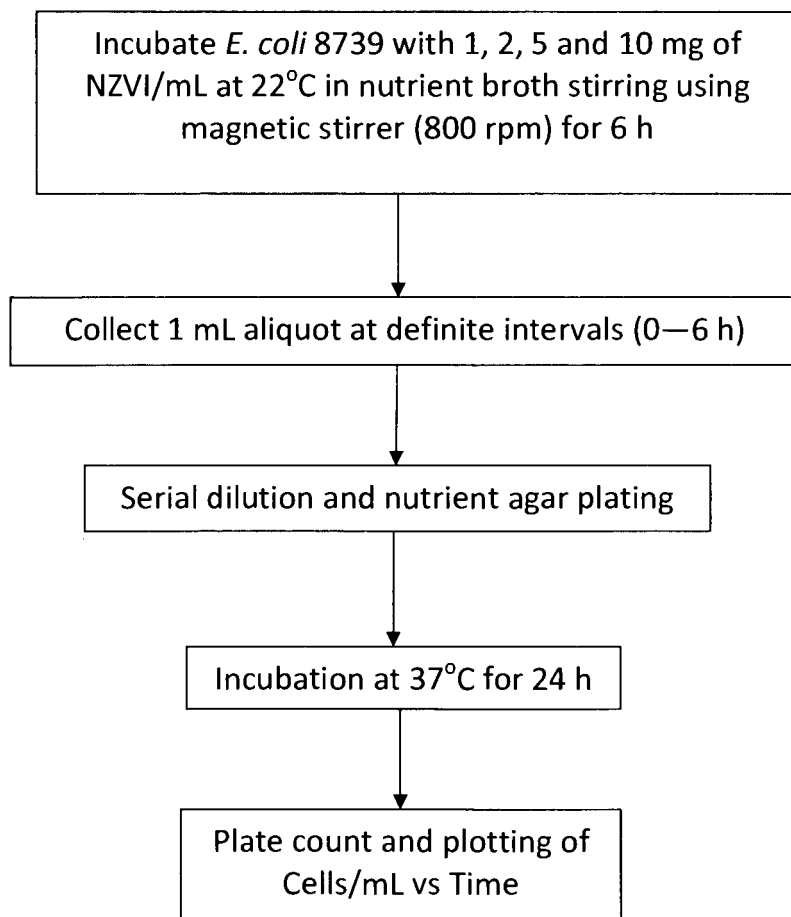 Incubate E. coli 8739 with 1, 2, 5 and 10 mg of
NZVI/mL at 22°C in nutrient broth stirring using
magnetic stirrer (800 rpm) for 6 h
Collect 1 mL aliquot at definite intervals (0—6 h)
Serial dilution and nutrient agar plating
Incubation at 37°C for 24 h
Plate count and plotting of
Cells/mL vs Time